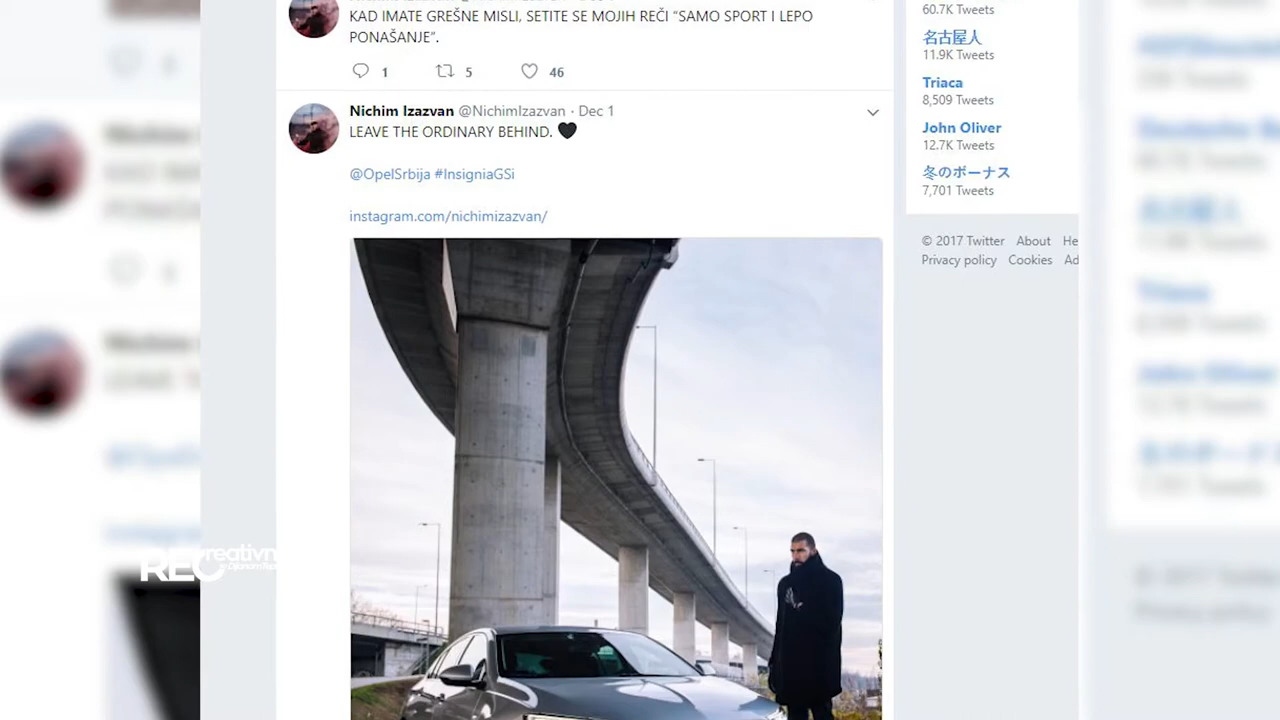 KAD IMATE GREŠNE MISLI, SETITE SE MOJIH REČI “SAMO SPORT I LEPO
PONAŠANJE”.
1 5 46
Nichim Izazvan @NichimIzazvan · Dec 1
LEAVE THE ORDINARY BEHIND. 🖤
@OpelSrbija #InsigniaGSi
instagram.com/nichimizazvan/
60.7K Tweets
名古屋人
11.9K Tweets
Triaca
8,509 Tweets
John Oliver
12.7K Tweets
冬のボーナス
7,701 Tweets
© 2017 Twitter About He
Privacy policy Cookies Ad
RECreativn